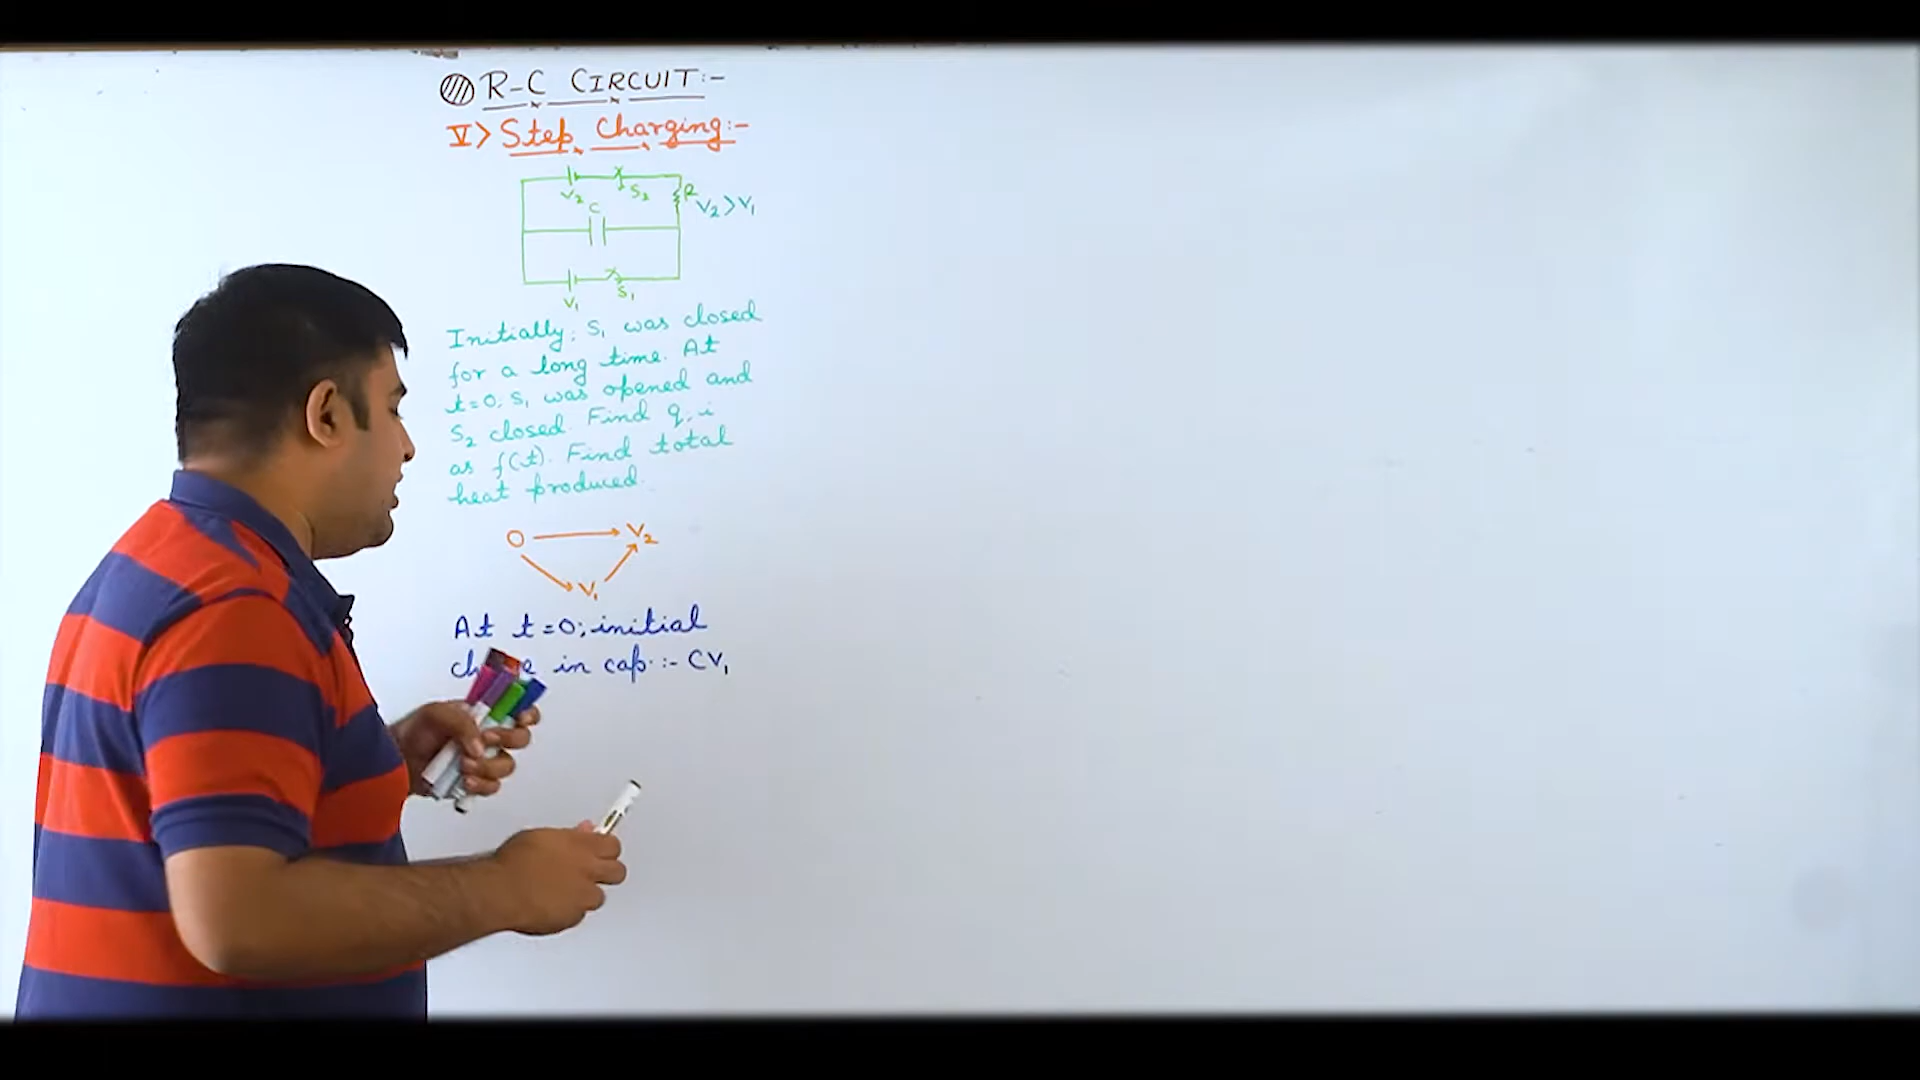 R-C CIRCUIT:-
V> Step Charging:-
V₂ S₂ R
V₂ > V₁
C
V₁ S₁
Initially: S₁ was closed
for a long time. At
t=0; S₁ was opened and
S₂ closed. Find q, i
as f(t). Find total
heat produced.
0 → V₂
V₁
At t=0; initial
in cap. :- CV₁